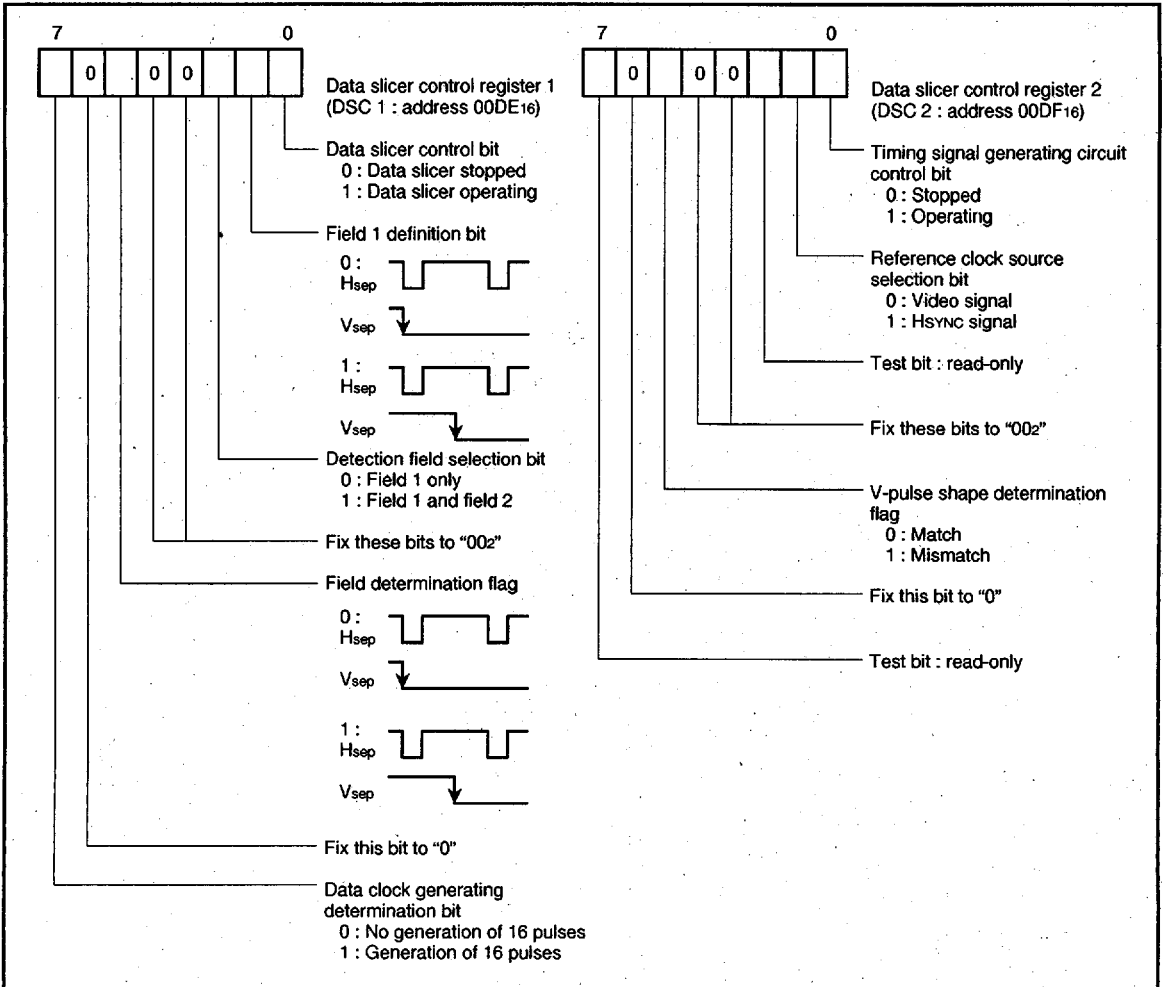 7 0
0 0 0
Data slicer control register 1
(DSC 1 : address 00DE16)
Data slicer control bit
0 : Data slicer stopped
1 : Data slicer operating
Field 1 definition bit
0 :
Hsep
Vsep
1 :
Hsep
Vsep
Detection field selection bit
0 : Field 1 only
1 : Field 1 and field 2
Fix these bits to “002”
Field determination flag
0 :
Hsep
Vsep
1 :
Hsep
Vsep
Fix this bit to “0”
Data clock generating
determination bit
0 : No generation of 16 pulses
1 : Generation of 16 pulses
7 0
0 0 0
Data slicer control register 2
(DSC 2 : address 00DF16)
Timing signal generating circuit
control bit
0 : Stopped
1 : Operating
Reference clock source
selection bit
0 : Video signal
1 : HSYNC signal
Test bit : read-only
Fix these bits to “002”
V-pulse shape determination
flag
0 : Match
1 : Mismatch
Fix this bit to “0”
Test bit : read-only